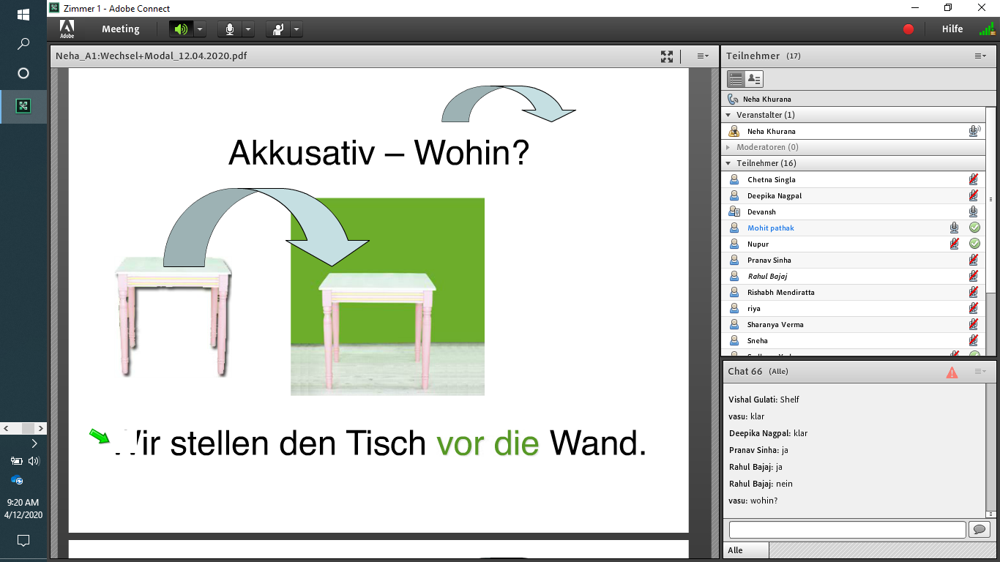 Zimmer 1 - Adobe Connect
Adobe
Meeting
Hilfe
Neha_A1:Wechsel+Modal_12.04.2020.pdf
Akkusativ – Wohin?
Wir stellen den Tisch vor die Wand.
Teilnehmer (17)
Neha Khurana
Veranstalter (1)
Neha Khurana
Moderatoren (0)
Teilnehmer (16)
Chetna Singla
Deepika Nagpal
Devansh
Mohit pathak
Nupur
Pranav Sinha
Rahul Bajaj
Rishabh Mendiratta
riya
Sharanya Verma
Sneha
Chat 66 (Alle)
Vishal Gulati: Shelf
vasu: klar
Deepika Nagpal: klar
Pranav Sinha: ja
Rahul Bajaj: ja
Rahul Bajaj: nein
vasu: wohin?
Alle
9:20 AM
4/12/2020